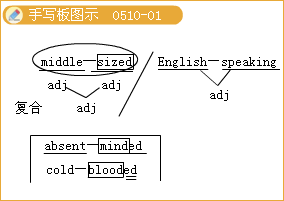 手写板图示 0510-01
middle—sized / English—speaking
adj adj adj
复合 adj
absent—minded
cold—blooded